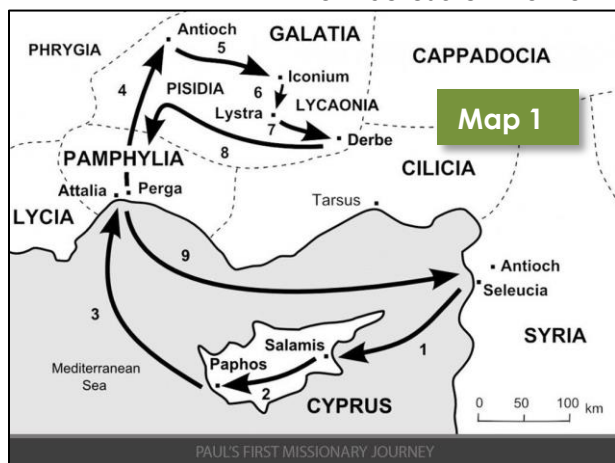 Antioch
PHRYGIA
5
GALATIA
CAPPADOCIA
4
PISIDIA
6
Iconium
Lystra
LYCAONIA
7
Derbe
8
Map 1
PAMPHYLIA
CILICIA
Attalia
Perga
LYCIA
Tarsus
9
Antioch
Seleucia
3
SYRIA
Salamis
1
Paphos
2
Mediterranean
Sea
CYPRUS
0 50 100
km
PAUL'S FIRST MISSIONARY JOURNEY